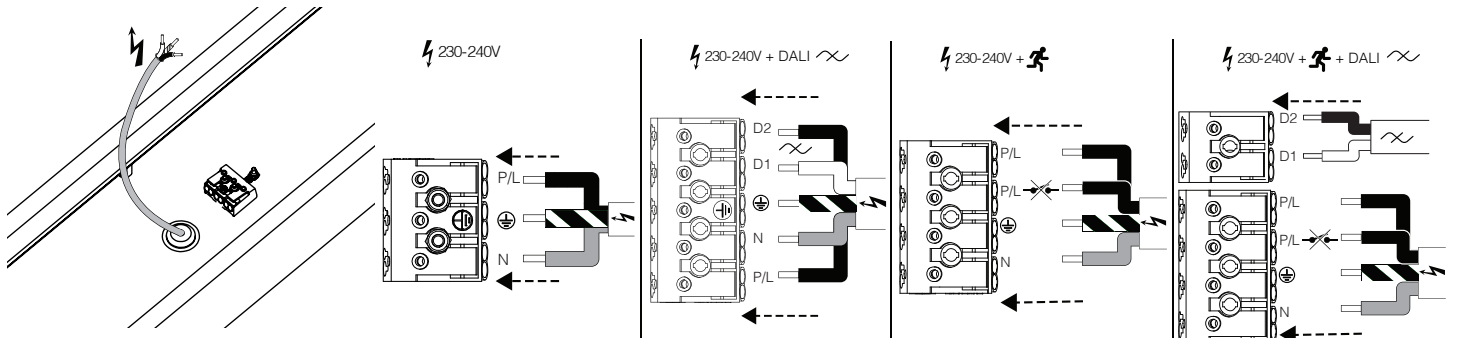 230-240V
P/L
N
230-240V + DALI
D2
D1
N
P/L
230-240V +
P/L
P/L
N
230-240V + + DALI
D2
D1
P/L
P/L
N